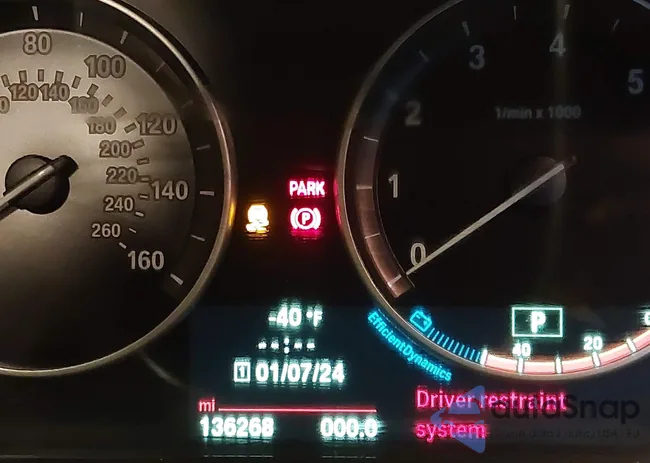 80
100
120 140
160
180
120
200
220
140
240
260
160
PARK
P
-40 °F
--:--
1 01/07/24
mi
136268 000.0
3
4
5
2
1/min x 1000
1
0
P
40
20
EfficientDynamics
Driver restraint
system
autoSnap